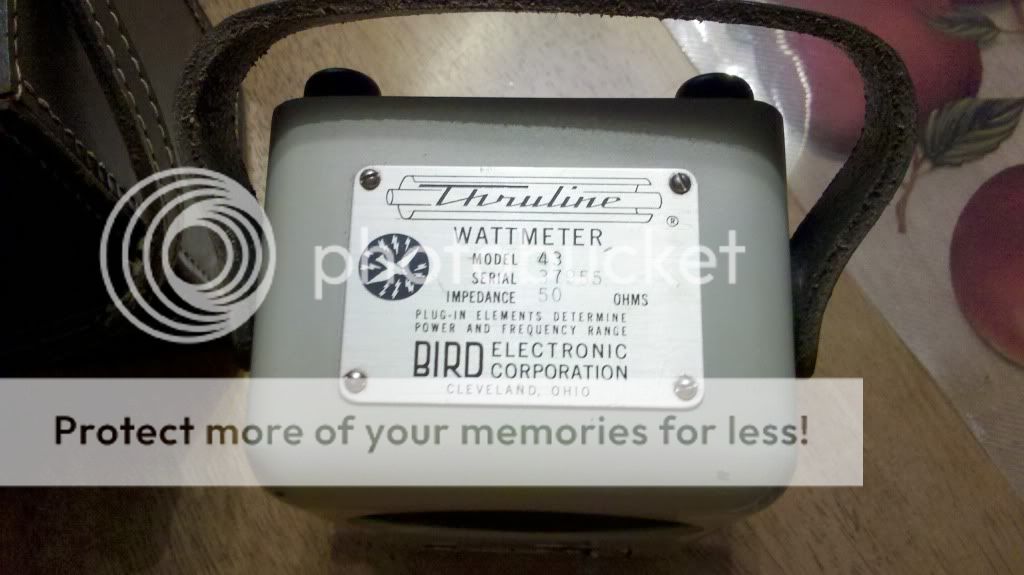 Thruline
®
WATTMETER
MODEL 43
SERIAL 37955
IMPEDANCE 50 OHMS
PLUG-IN ELEMENTS DETERMINE
POWER AND FREQUENCY RANGE
BIRD ELECTRONIC
CORPORATION
CLEVELAND, OHIO
photobucket
Protect more of your memories for less!